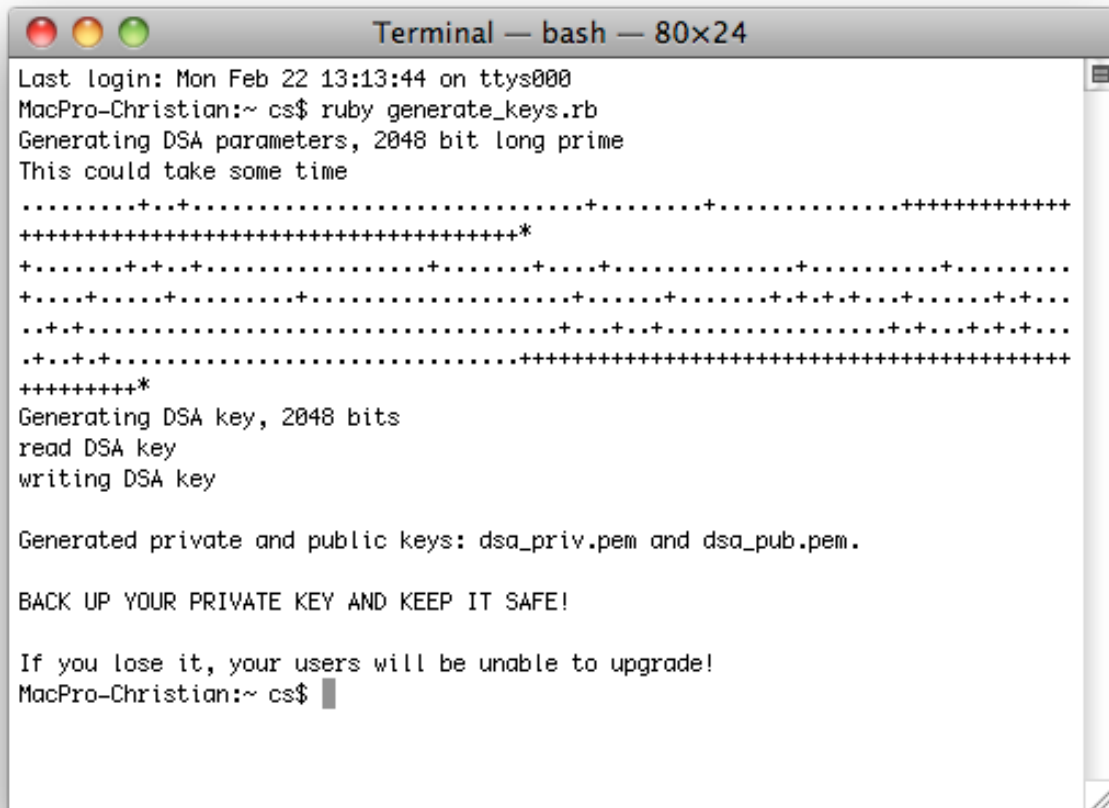 Terminal — bash — 80×24
Last login: Mon Feb 22 13:13:44 on ttys000
MacPro-Christian:~ cs$ ruby generate_keys.rb
Generating DSA parameters, 2048 bit long prime
This could take some time
.........+..+..............................+........+..............+++++++++++++
++++++++++++++++++++++++++++++++++++++*
+.......+.+..+.................+.......+....+..............+..........+.........
+....+.....+.........+....................+......+.......+.+.+.+...+......+.+...
..+.+....................................+...+..+.................+.+...+.+.+...
.+..+.+...............................++++++++++++++++++++++++++++++++++++++++++
+++++++++*
Generating DSA key, 2048 bits
read DSA key
writing DSA key
Generated private and public keys: dsa_priv.pem and dsa_pub.pem.
BACK UP YOUR PRIVATE KEY AND KEEP IT SAFE!
If you lose it, your users will be unable to upgrade!
MacPro-Christian:~ cs$